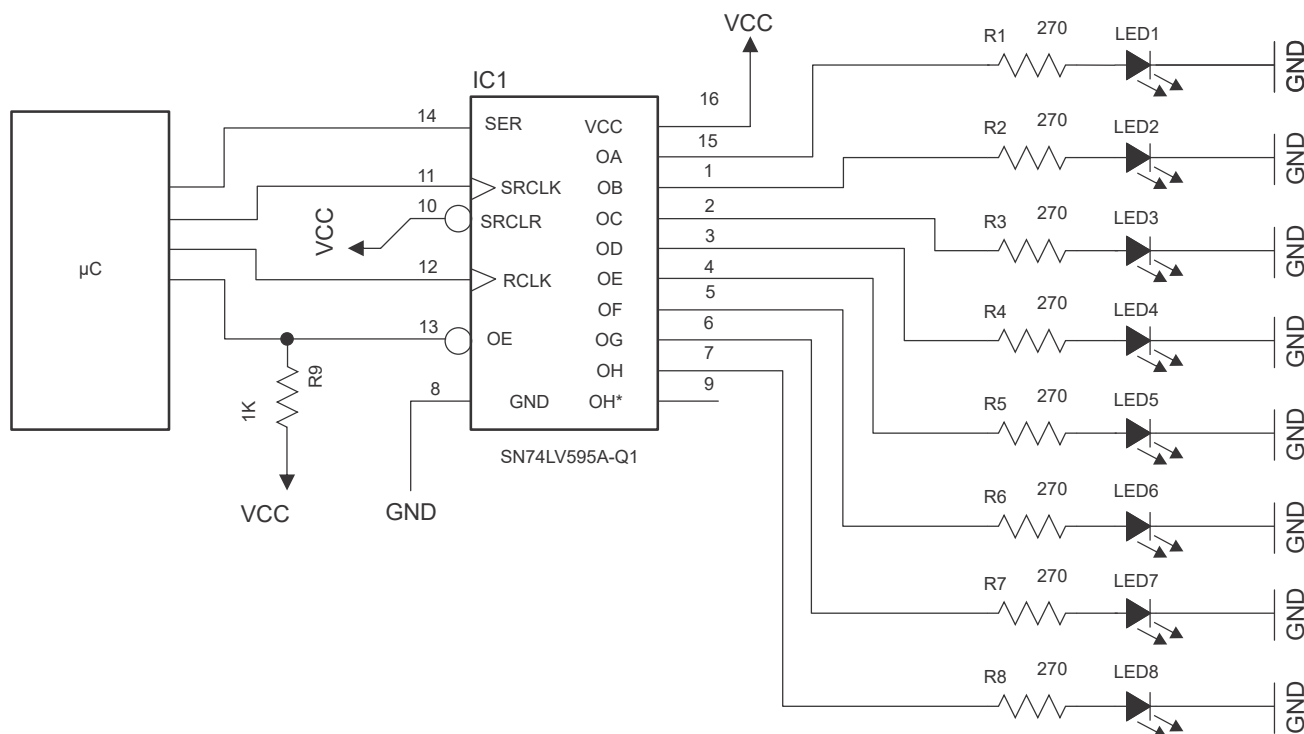 VCC
R1
270
LED1
GND
IC1
16
14
SER
VCC
15
OA
R2
270
LED2
GND
1
OB
11
SRCLK
10
SRCLR
2
OC
R3
270
LED3
GND
VCC
3
OD
µC
12
RCLK
4
OE
5
OF
R4
270
LED4
GND
13
OE
6
OG
7
OH
R9
1K
8
GND
OH*
9
R5
270
LED5
GND
SN74LV595A-Q1
VCC
GND
R6
270
LED6
GND
R7
270
LED7
GND
R8
270
LED8
GND